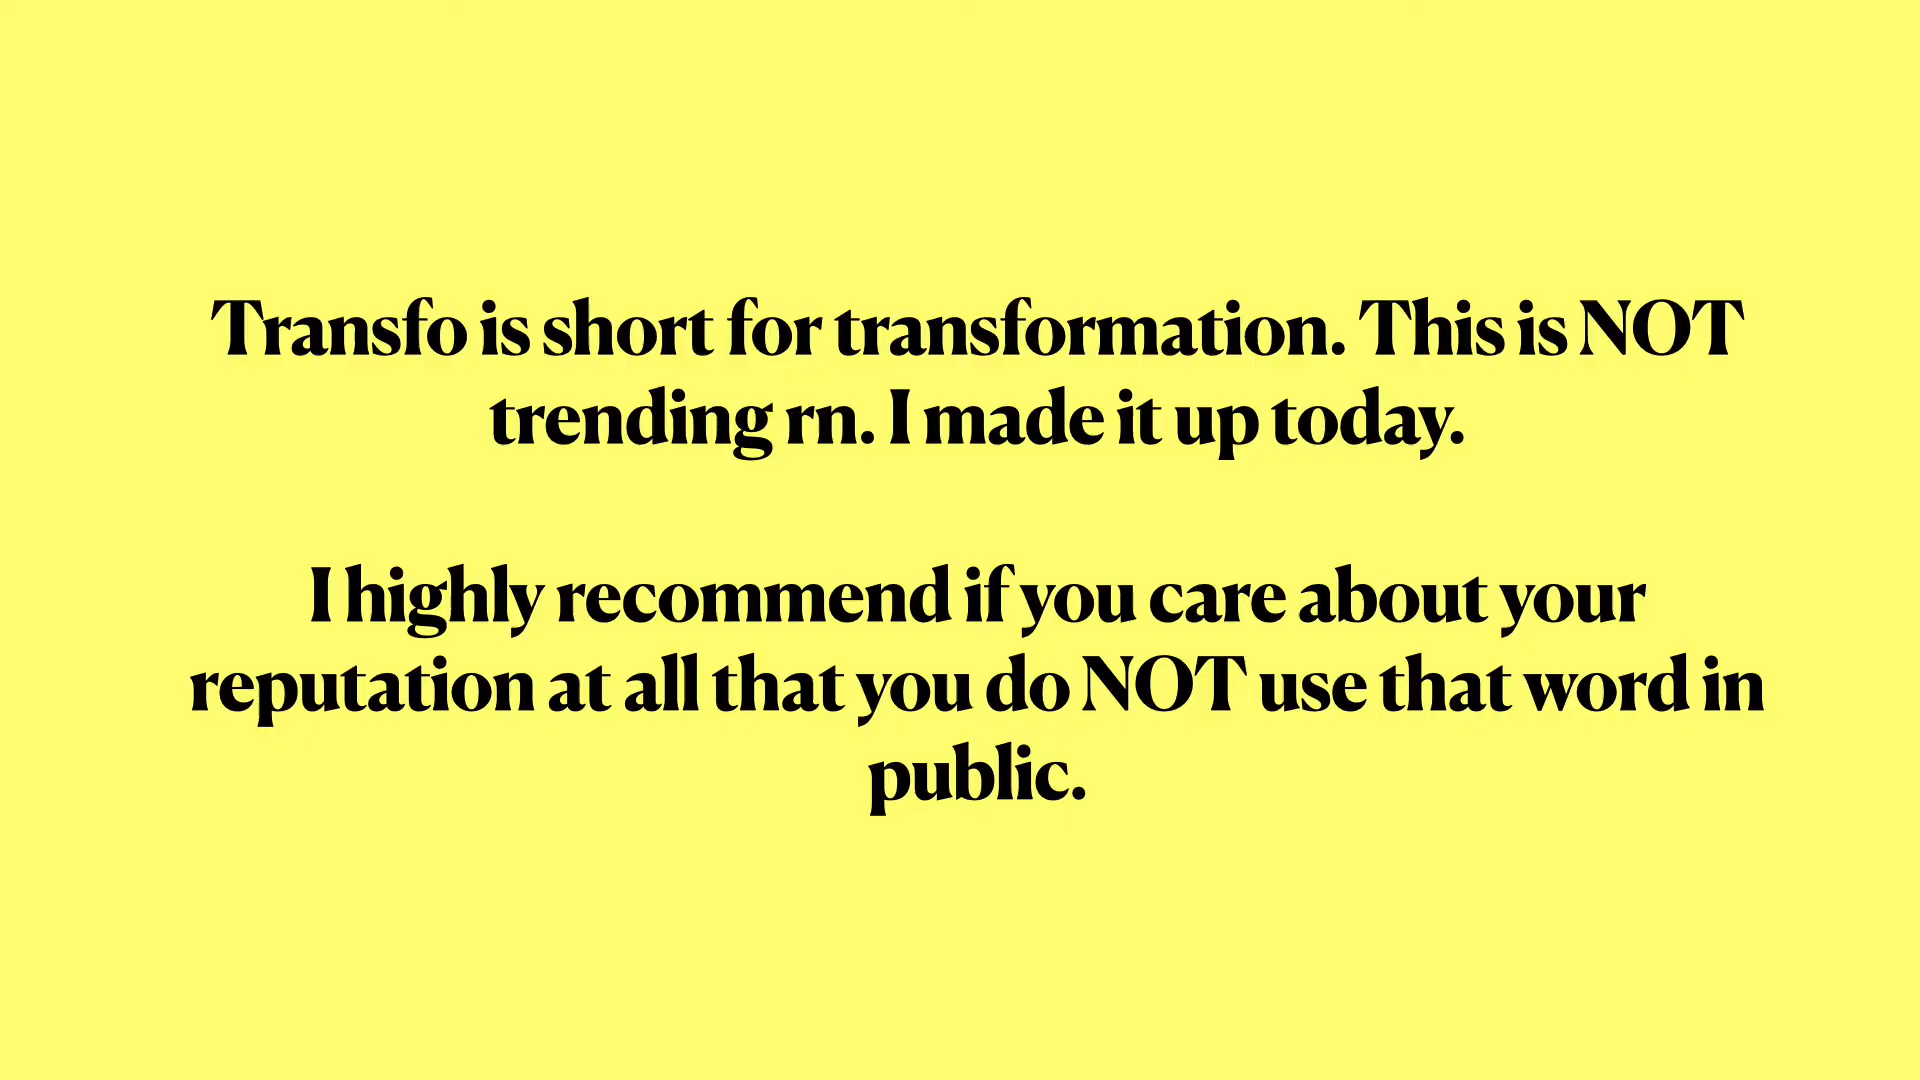 Transfo is short for transformation. This is NOT
trending rn. I made it up today.
I highly recommend if you care about your
reputation at all that you do NOT use that word in
public.